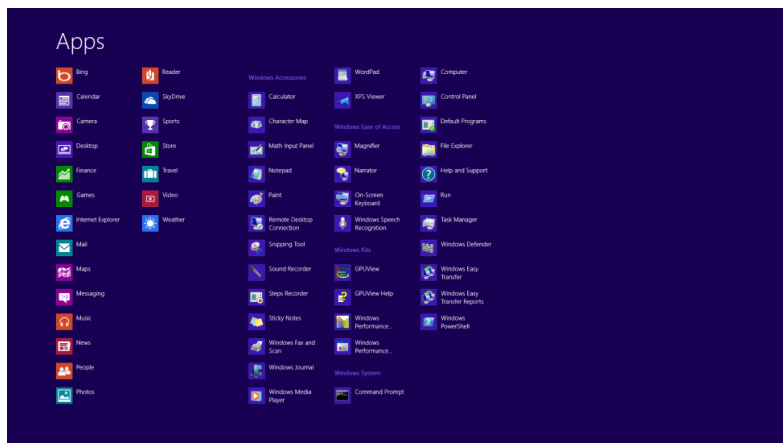 Apps
Bing
Calendar
Camera
Desktop
Finance
Games
Internet Explorer
Mail
Maps
Messaging
Music
News
People
Photos
Reader
SkyDrive
Sports
Store
Travel
Video
Weather
Windows Accessories
Calculator
Character Map
Math Input Panel
Notepad
Paint
Remote Desktop
Connection
Snipping Tool
Sound Recorder
Steps Recorder
Sticky Notes
Windows Fax and
Scan
Windows Journal
Windows Media
Player
WordPad
XPS Viewer
Windows Ease of Access
Magnifier
Narrator
On-Screen
Keyboard
Windows Speech
Recognition
Windows Kits
GPUView
GPUView Help
Windows
Performance...
Windows
Performance...
Windows System
Command Prompt
Computer
Control Panel
Default Programs
File Explorer
Help and Support
Run
Task Manager
Windows Defender
Windows Easy
Transfer
Windows Easy
Transfer Reports
Windows
PowerShell